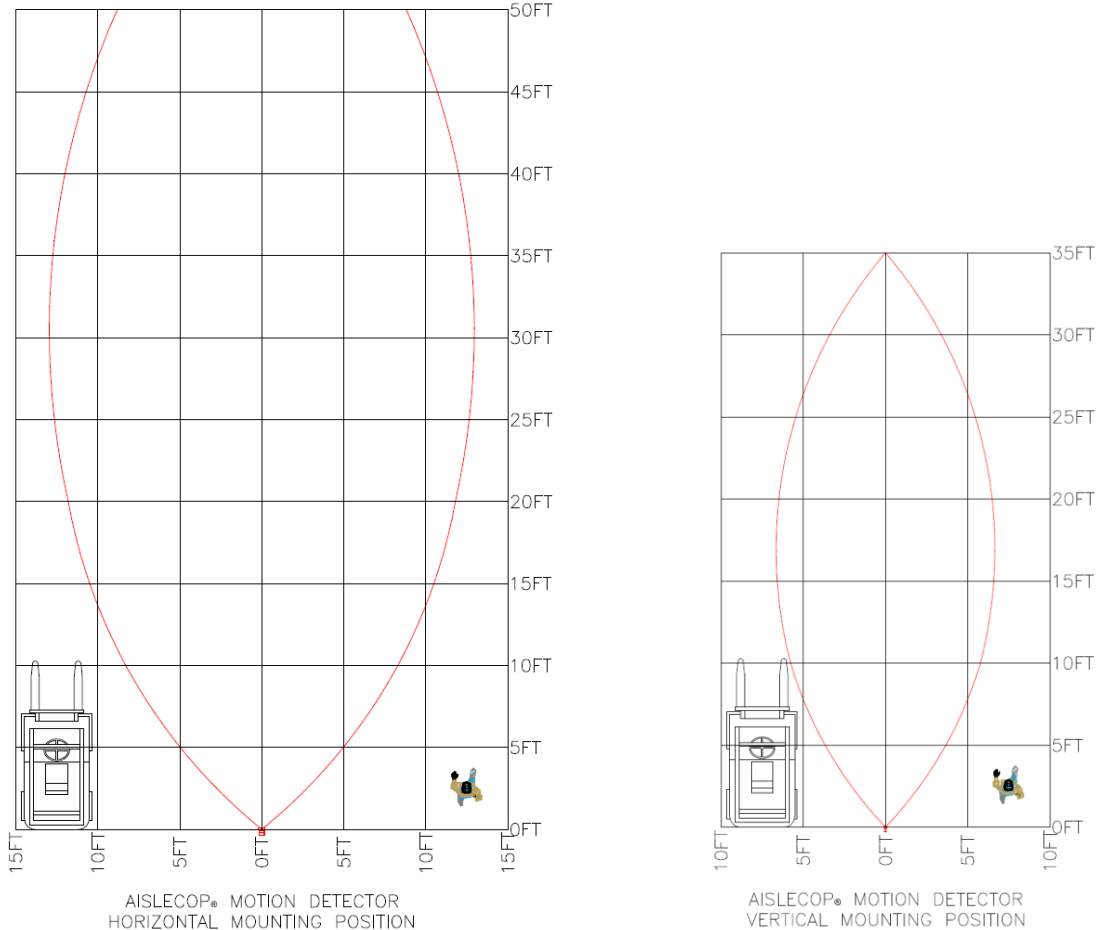 50FT
45FT
40FT
35FT
30FT
25FT
20FT
15FT
10FT
5FT
0FT
15FT
10FT
5FT
0FT
5FT
10FT
15FT
AISLECOP® MOTION DETECTOR
HORIZONTAL MOUNTING POSITION
35FT
30FT
25FT
20FT
15FT
10FT
5FT
0FT
10FT
5FT
0FT
5FT
10FT
AISLECOP® MOTION DETECTOR
VERTICAL MOUNTING POSITION